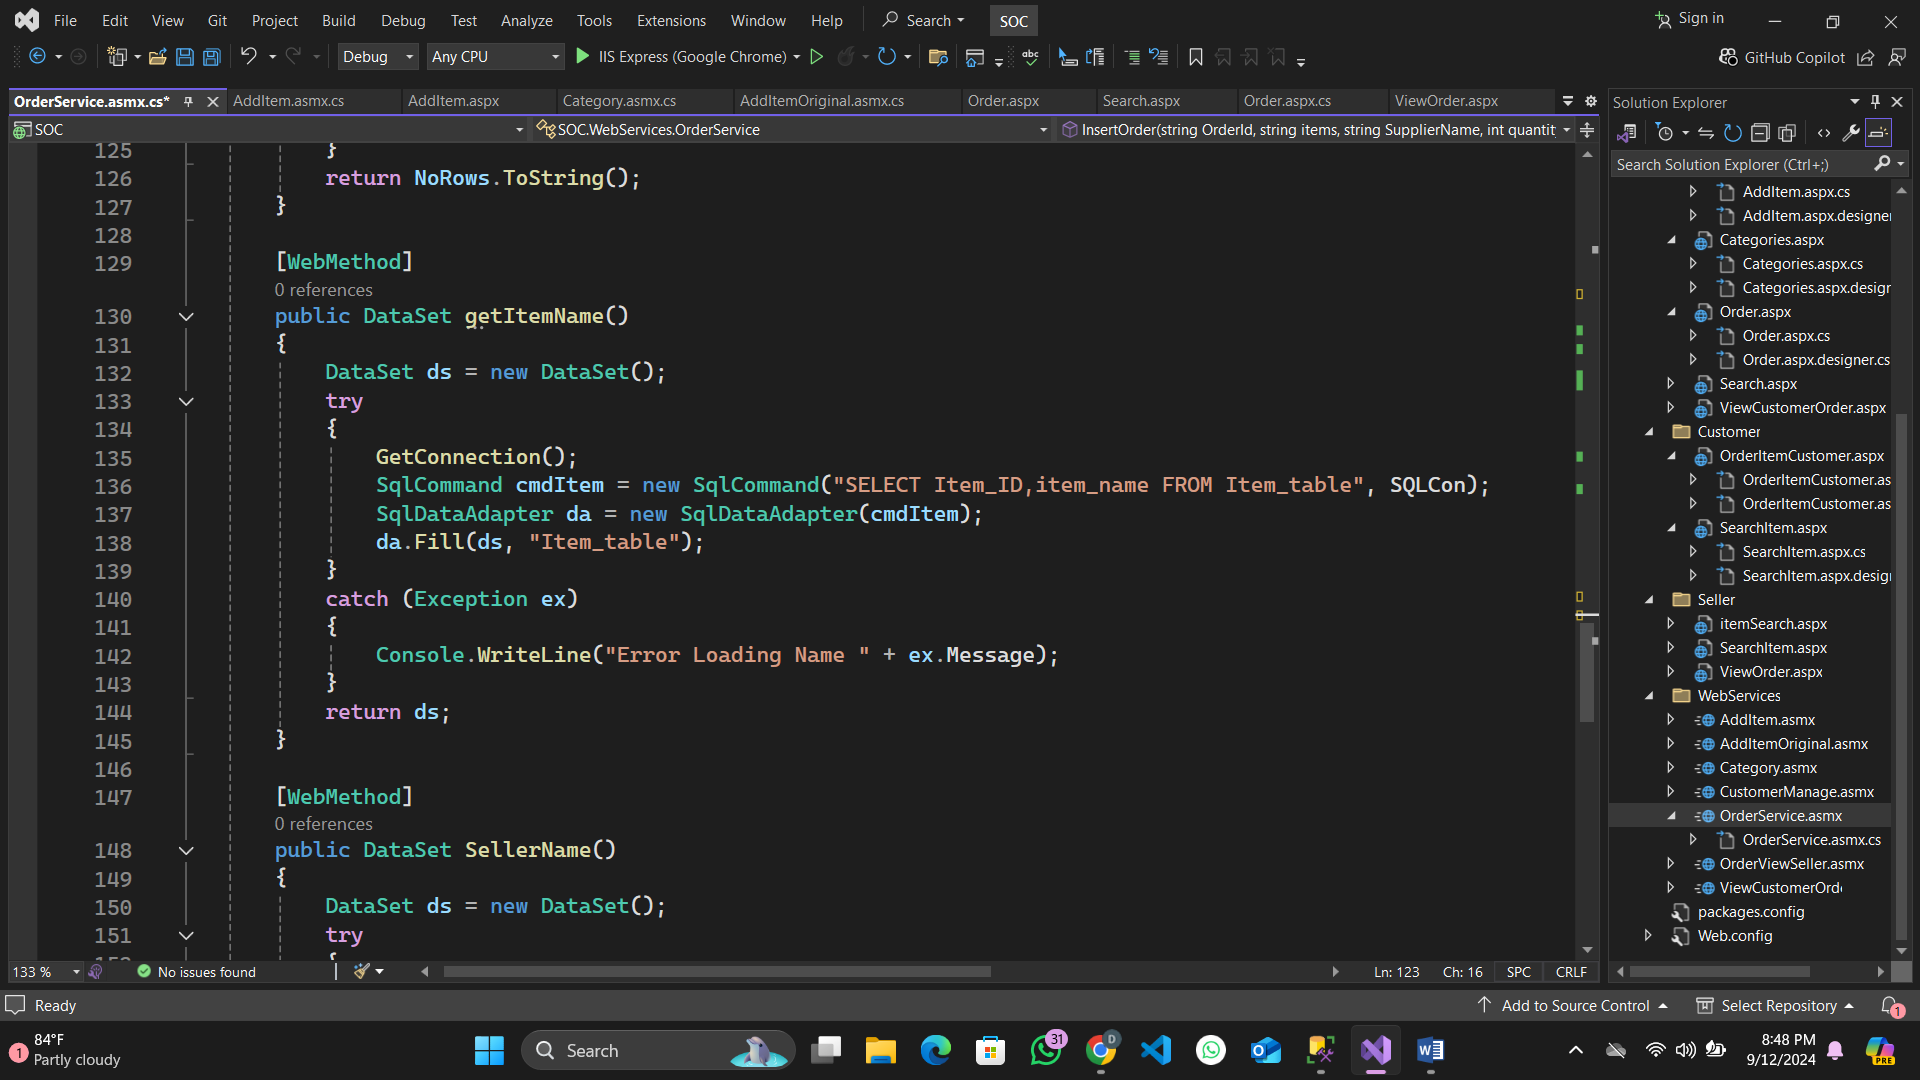 File Edit View Git Project Build Debug Test Analyze Tools Extensions Window Help Search SOC Sign in
Debug Any CPU IIS Express (Google Chrome) GitHub Copilot
OrderService.asmx.cs* AddItem.asmx.cs AddItem.aspx Category.asmx.cs AddItemOriginal.asmx.cs Order.aspx Search.aspx Order.aspx.cs ViewOrder.aspx
SOC SOC.WebServices.OrderService InsertOrder(string OrderId, string items, string SupplierName, int quantit
125 }
126 return NoRows.ToString();
127 }
128
129 [WebMethod]
0 references
130 public DataSet getItemName()
131 {
132 DataSet ds = new DataSet();
133 try
134 {
135 GetConnection();
136 SqlCommand cmdItem = new SqlCommand("SELECT Item_ID,item_name FROM Item_table", SQLCon);
137 SqlDataAdapter da = new SqlDataAdapter(cmdItem);
138 da.Fill(ds, "Item_table");
139 }
140 catch (Exception ex)
141 {
142 Console.WriteLine("Error Loading Name " + ex.Message);
143 }
144 return ds;
145 }
146
147 [WebMethod]
0 references
148 public DataSet SellerName()
149 {
150 DataSet ds = new DataSet();
151 try
133 % No issues found Ln: 123 Ch: 16 SPC CRLF
Solution Explorer
Search Solution Explorer (Ctrl+;)
AddItem.aspx.cs
AddItem.aspx.designer
Categories.aspx
Categories.aspx.cs
Categories.aspx.design
Order.aspx
Order.aspx.cs
Order.aspx.designer.cs
Search.aspx
ViewCustomerOrder.aspx
Customer
OrderItemCustomer.aspx
OrderItemCustomer.as
OrderItemCustomer.as
SearchItem.aspx
SearchItem.aspx.cs
SearchItem.aspx.design
Seller
itemSearch.aspx
SearchItem.aspx
ViewOrder.aspx
WebServices
AddItem.asmx
AddItemOriginal.asmx
Category.asmx
CustomerManage.asmx
OrderService.asmx
OrderService.asmx.cs
OrderViewSeller.asmx
ViewCustomerOrd
packages.config
Web.config
Ready Add to Source Control Select Repository 1
1 84°F
Partly cloudy
Search
31
D
PRE
8:48 PM
9/12/2024